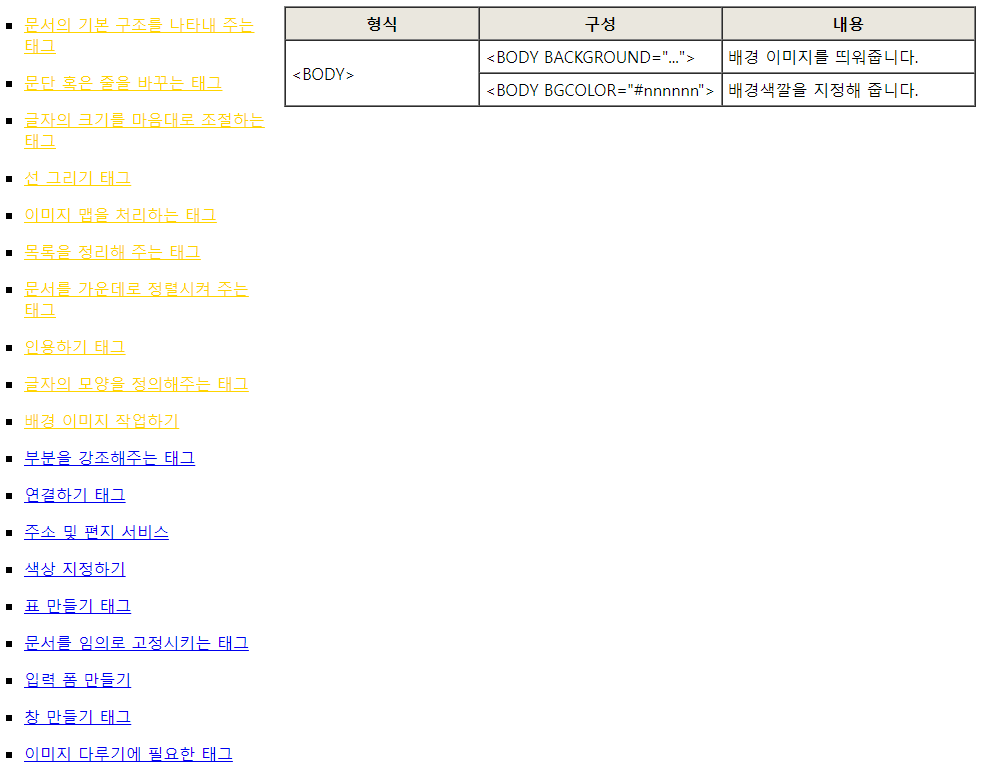 문서의 기본 구조를 나타내 주는
태그
문단 혹은 줄을 바꾸는 태그
글자의 크기를 마음대로 조절하는
태그
선 그리기 태그
이미지 맵을 처리하는 태그
목록을 정리해 주는 태그
문서를 가운데로 정렬시켜 주는
태그
인용하기 태그
글자의 모양을 정의해주는 태그
배경 이미지 작업하기
부분을 강조해주는 태그
연결하기 태그
주소 및 편지 서비스
색상 지정하기
표 만들기 태그
문서를 임의로 고정시키는 태그
입력 폼 만들기
창 만들기 태그
이미지 다루기에 필요한 태그
형식 구성 내용
<BODY> <BODY BACKGROUND="..."> 배경 이미지를 띄워줍니다.
<BODY BGCOLOR="#nnnnnn"> 배경색깔을 지정해 줍니다.